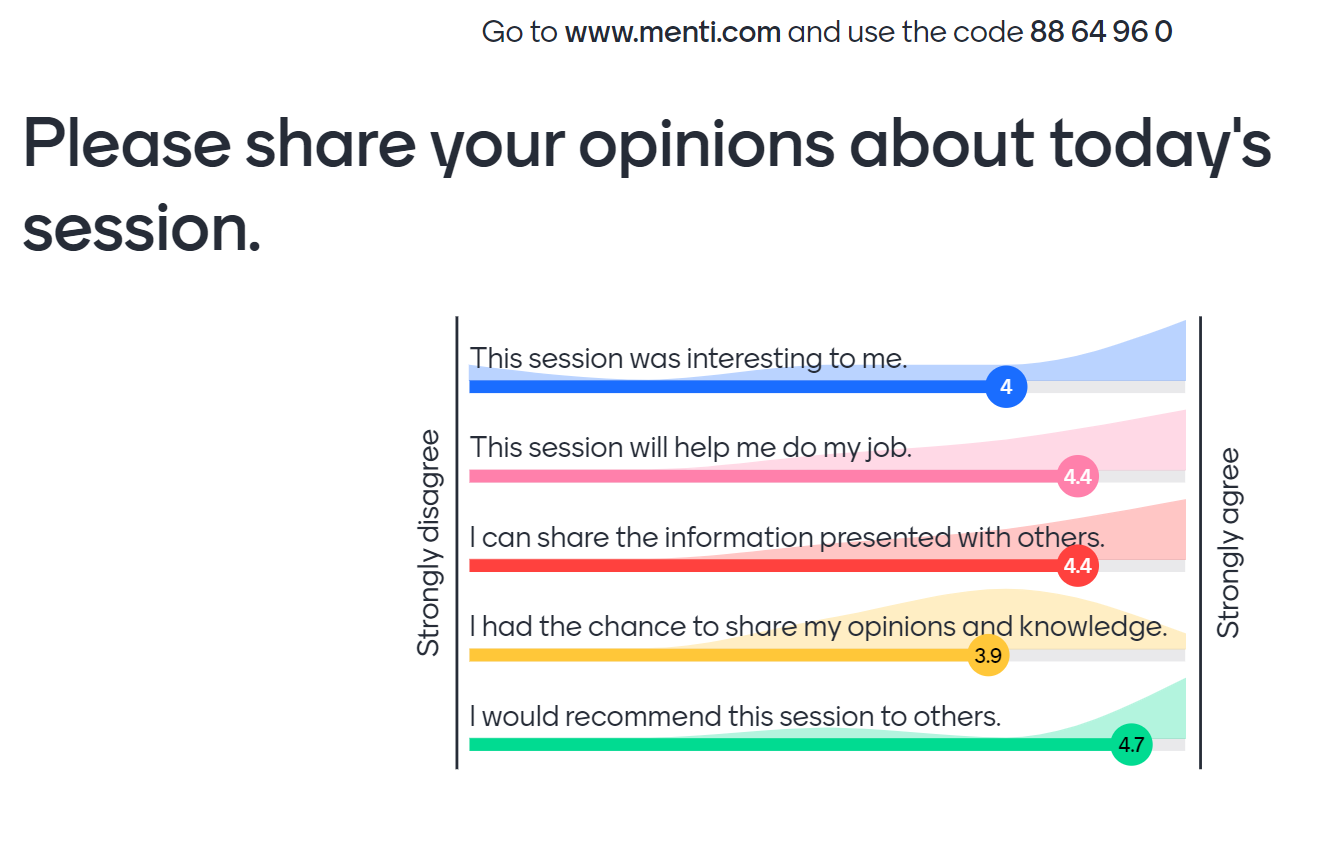 Go to www.menti.com and use the code 88 64 96 0
Please share your opinions about today's
session.
Strongly disagree
This session was interesting to me.
4
This session will help me do my job.
4.4
I can share the information presented with others.
4.4
I had the chance to share my opinions and knowledge.
3.9
I would recommend this session to others.
4.7
Strongly agree